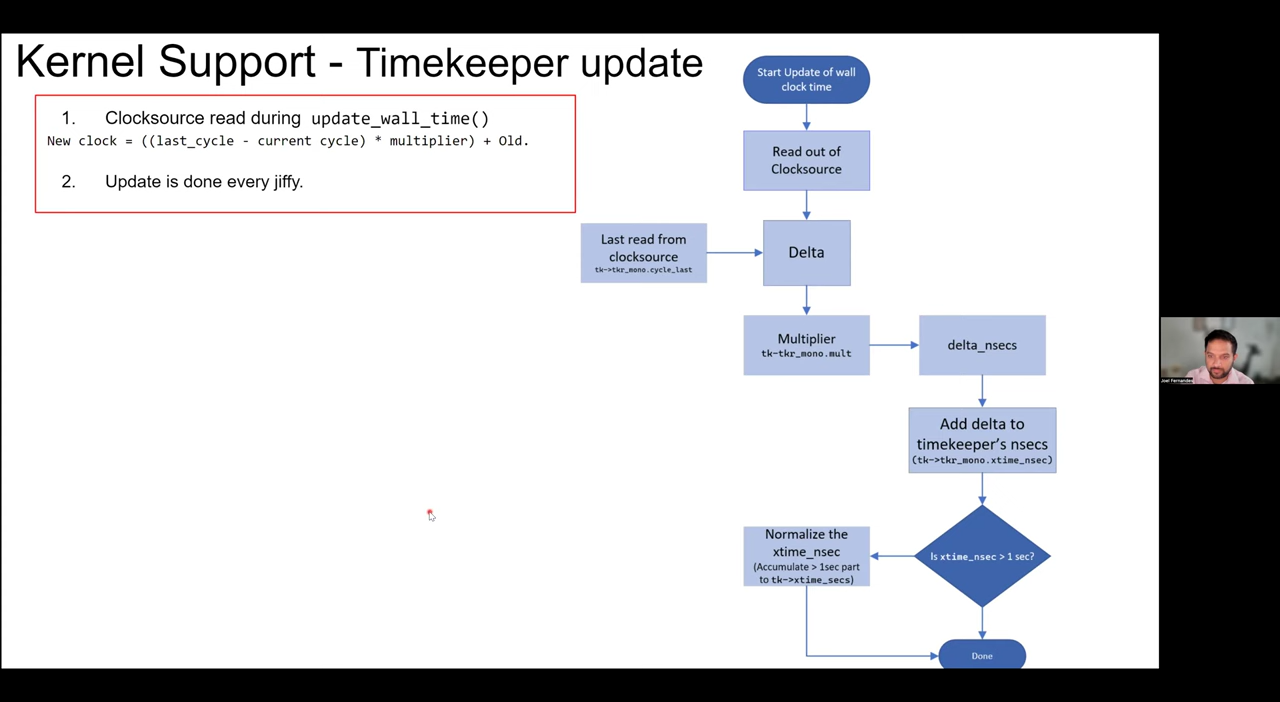 Kernel Support - Timekeeper update
1. Clocksource read during update_wall_time()
New clock = ((last_cycle - current cycle) * multiplier) + Old.
2. Update is done every jiffy.
Start Update of wall
clock time
Read out of
Clocksource
Last read from
clocksource
tk->tkr_mono.cycle_last
Delta
Multiplier
tk-tkr_mono.mult
delta_nsecs
Add delta to
timekeeper's nsecs
(tk->tkr_mono.xtime_nsec)
Is xtime_nsec > 1 sec?
Normalize the
xtime_nsec
(Accumulate > 1sec part
to tk->xtime_secs)
Done
Joel Fernandes